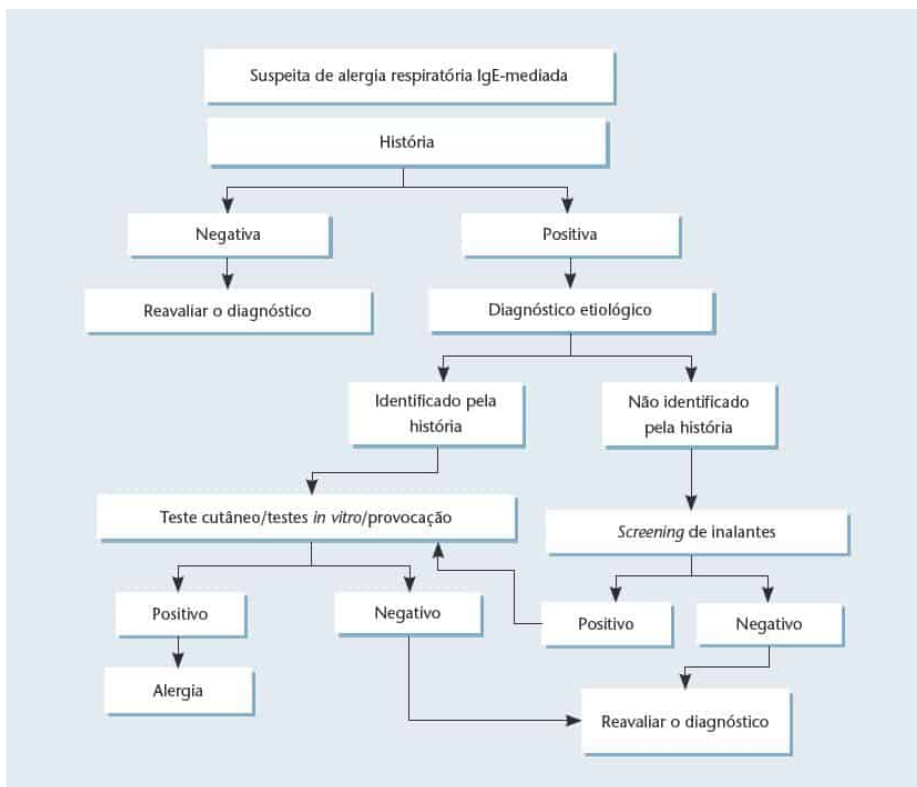 Suspeita de alergia respiratória IgE-mediada
História
Negativa
Positiva
Reavaliar o diagnóstico
Diagnóstico etiológico
Identificado pela
história
Não identificado
pela história
Teste cutâneo/testes in vitro/provocação
Screening de inalantes
Positivo
Negativo
Positivo
Negativo
Alergia
Reavaliar o diagnóstico